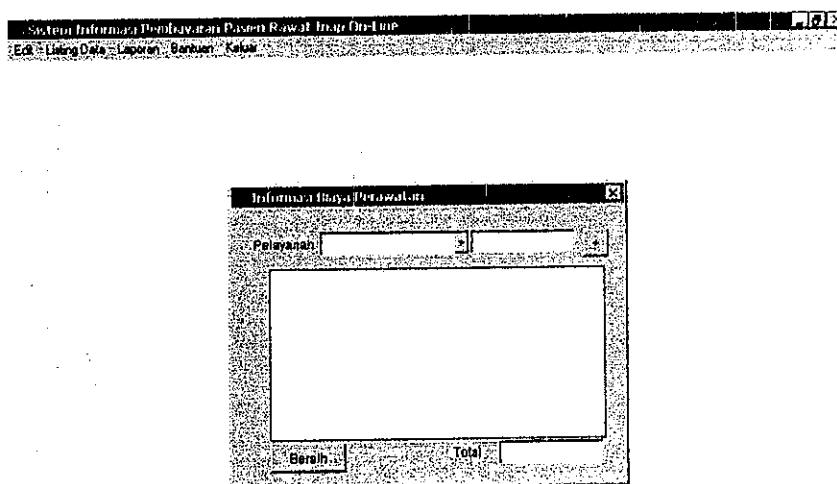 Sistem Informasi Pembayaran Pasien Rawat Inap On-Line
Edit Listing Data Laporan Bantuan Keluar
Informasi Biaya Perawatan
Pelayanan
Bersih
Total